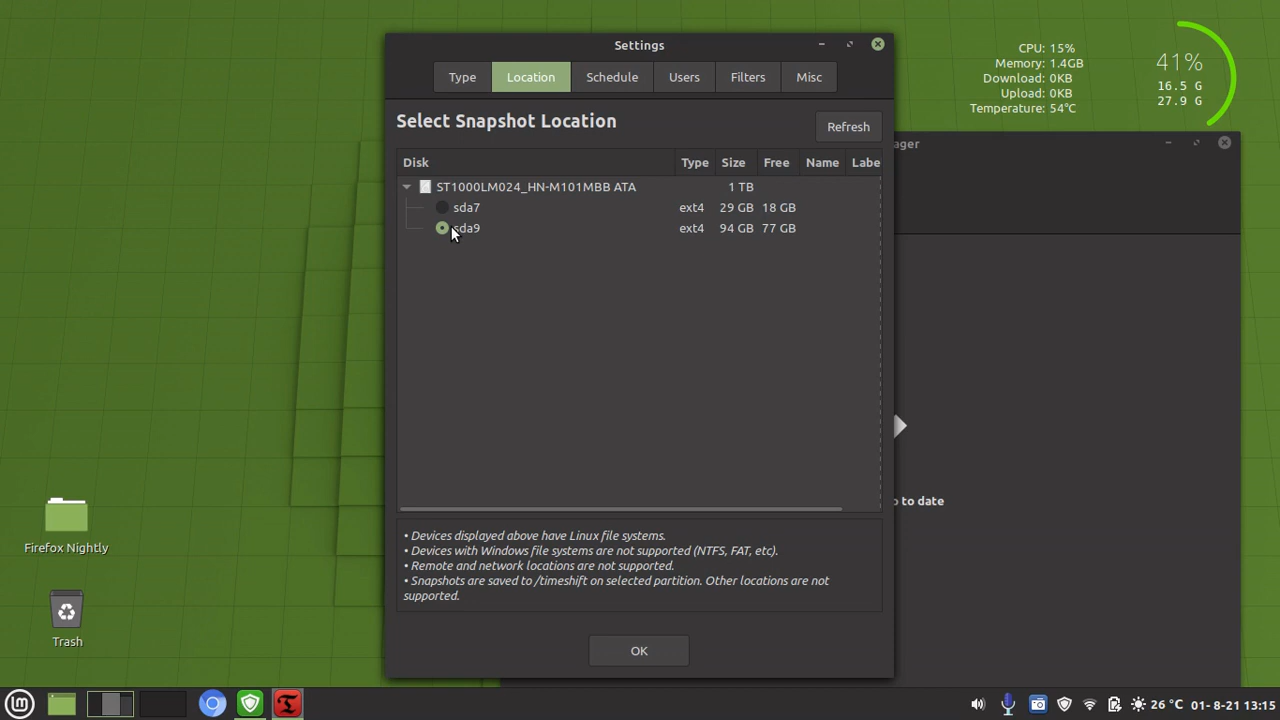 Settings
Type Location Schedule Users Filters Misc
Select Snapshot Location
Refresh
Disk Type Size Free Name Labe
ST1000LM024_HN-M101MBB ATA 1 TB
sda7 ext4 29 GB 18 GB
sda9 ext4 94 GB 77 GB
• Devices displayed above have Linux file systems.
• Devices with Windows file systems are not supported (NTFS, FAT, etc).
• Remote and network locations are not supported.
• Snapshots are saved to /timeshift on selected partition. Other locations are not
supported.
OK
CPU: 15%
Memory: 1.4GB
Download: 0KB
Upload: 0KB
Temperature: 54°C
41%
16.5 G
27.9 G
ager
to date
Firefox Nightly
Trash
26 °C 01- 8-21 13:15